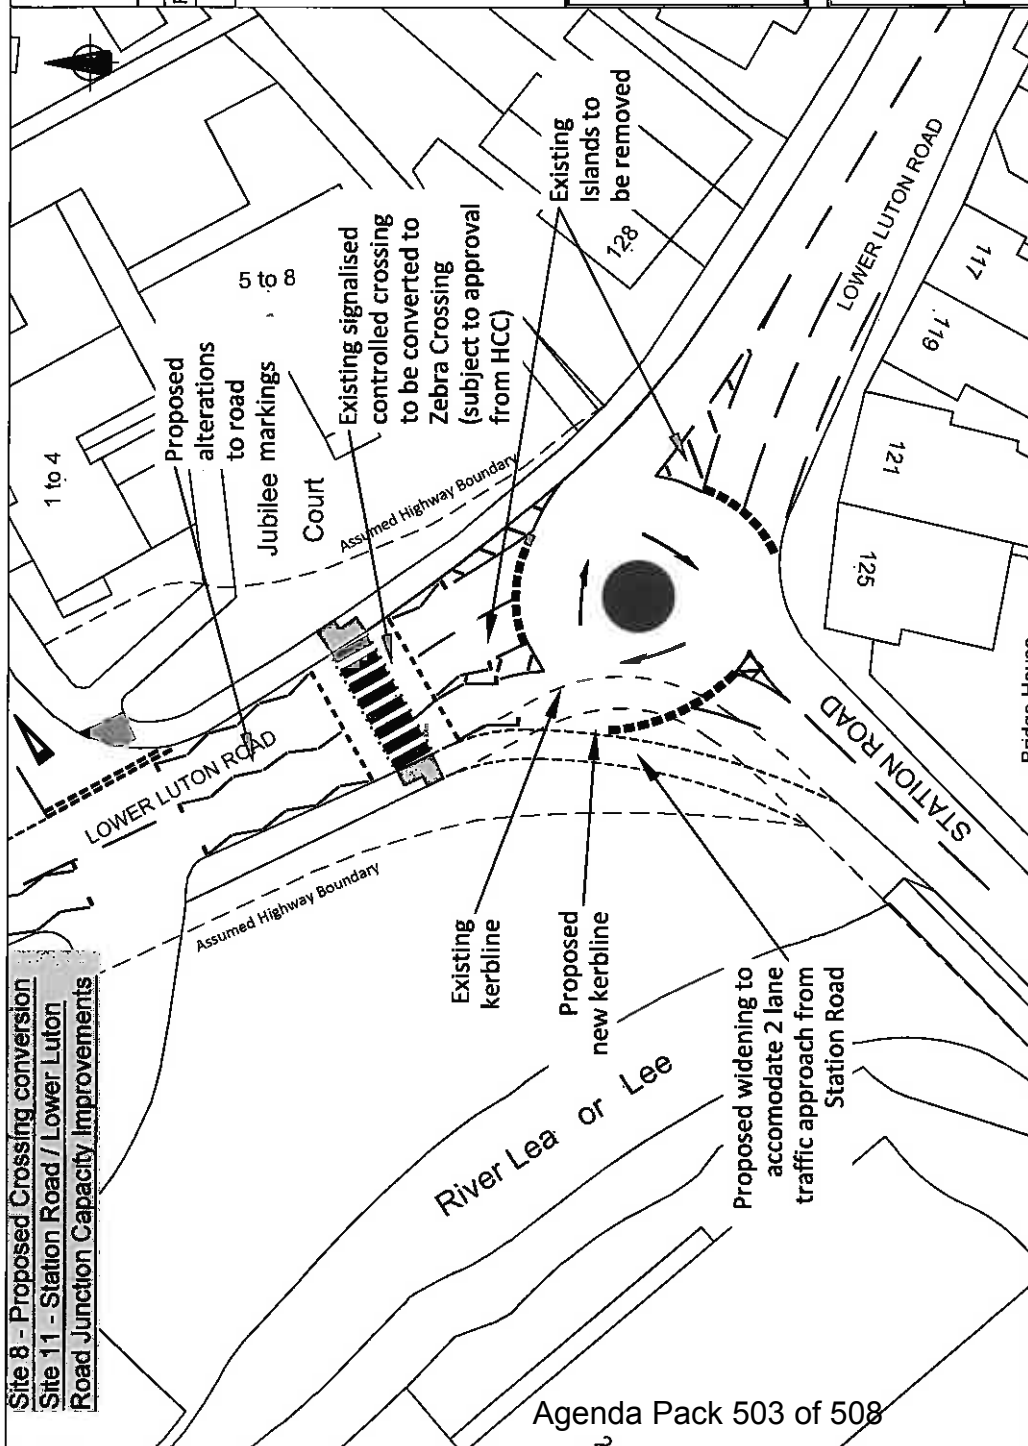 Site 8 - Proposed Crossing conversion
Site 11 - Station Road / Lower Luton
Road Junction Capacity Improvements
1 to 4
5 to 8
Proposed
alterations
to road
markings
Jubilee
Court
Existing signalised
controlled crossing
to be converted to
Zebra Crossing
(subject to approval
from HCC)
Existing
Islands to
be removed
128
Assumed Highway Boundary
LOWER LUTON ROAD
LOWER LUTON ROAD
117
119
121
125
Assumed Highway Boundary
Existing
kerbline
Proposed
new kerbline
Proposed widening to
accomodate 2 lane
traffic approach from
Station Road
STATION ROAD
River Lea or Lee
Agenda Pack 503 of 508